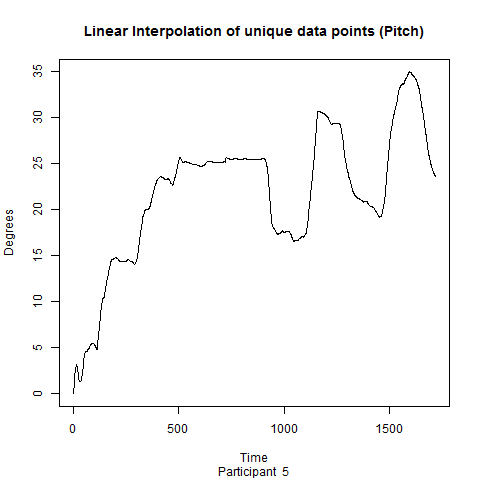 Linear Interpolation of unique data points (Pitch)
35
30
25
20
15
10
5
0
Degrees
0 500 1000 1500
Time
Participant 5